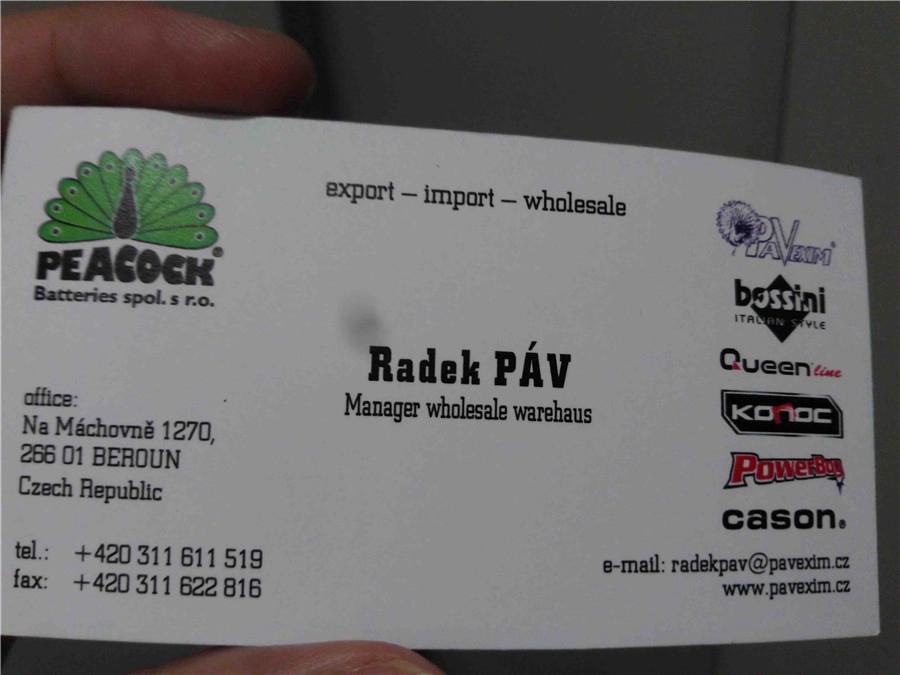 export – import – wholesale
PEACOCK®
Batteries spol. s r.o.
PAVEXIM®
bossini
ITALIAN STYLE
Queen line
KONOC
PowerBoy
cason®
Radek PÁV
Manager wholesale warehaus
office:
Na Máchovně 1270,
266 01 BEROUN
Czech Republic
tel.: +420 311 611 519
fax: +420 311 622 816
e-mail: radekpav@pavexim.cz
www.pavexim.cz